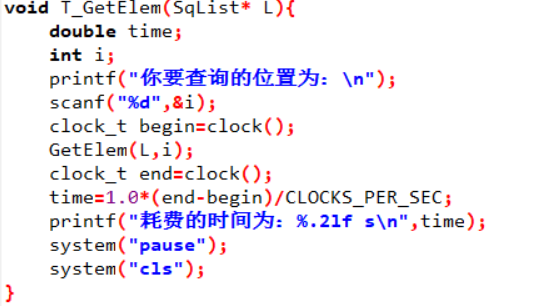 void T_GetElem(SqList* L){
    double time;
    int i;
    printf("你要查询的位置为：\n");
    scanf("%d",&i);
    clock_t begin=clock();
    GetElem(L,i);
    clock_t end=clock();
    time=1.0*(end-begin)/CLOCKS_PER_SEC;
    printf("耗费的时间为：%.2lf s\n",time);
    system("pause");
    system("cls");
}